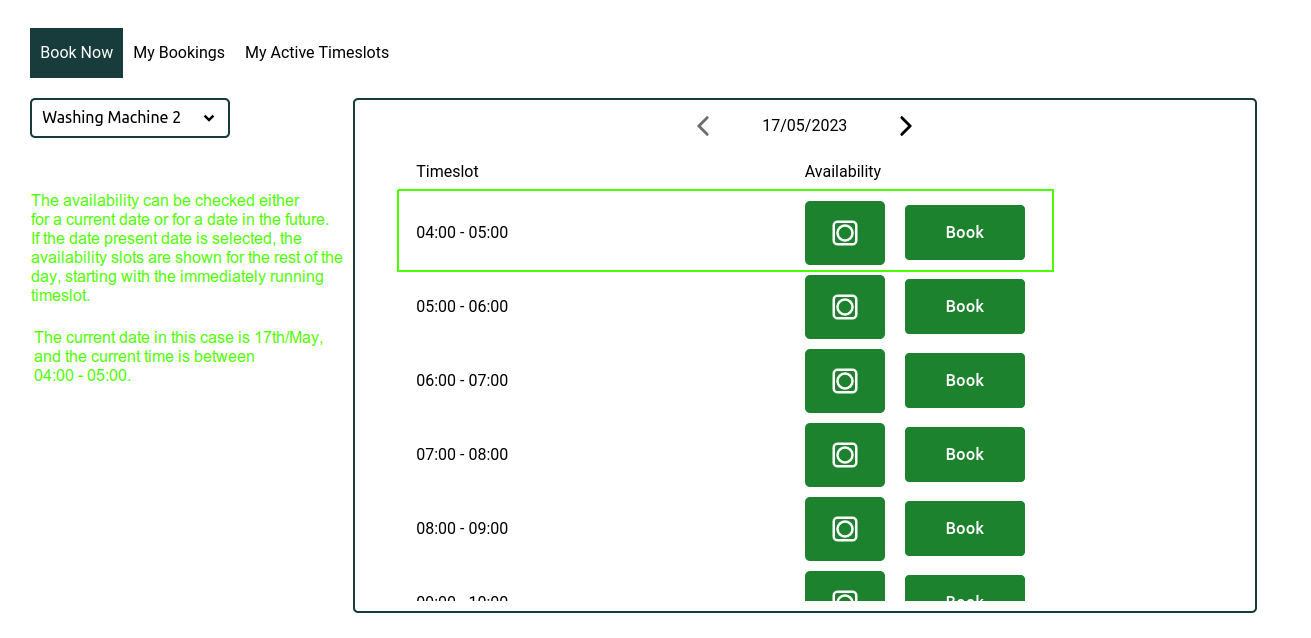 Book Now My Bookings My Active Timeslots
Washing Machine 2
17/05/2023
Timeslot Availability
The availability can be checked either
for a current date or for a date in the future.
If the date present date is selected, the
availability slots are shown for the rest of the
day, starting with the immediately running
timeslot.
The current date in this case is 17th/May,
and the current time is between
04:00 - 05:00.
04:00 - 05:00 Book
05:00 - 06:00 Book
06:00 - 07:00 Book
07:00 - 08:00 Book
08:00 - 09:00 Book
09:00 - 10:00 Book